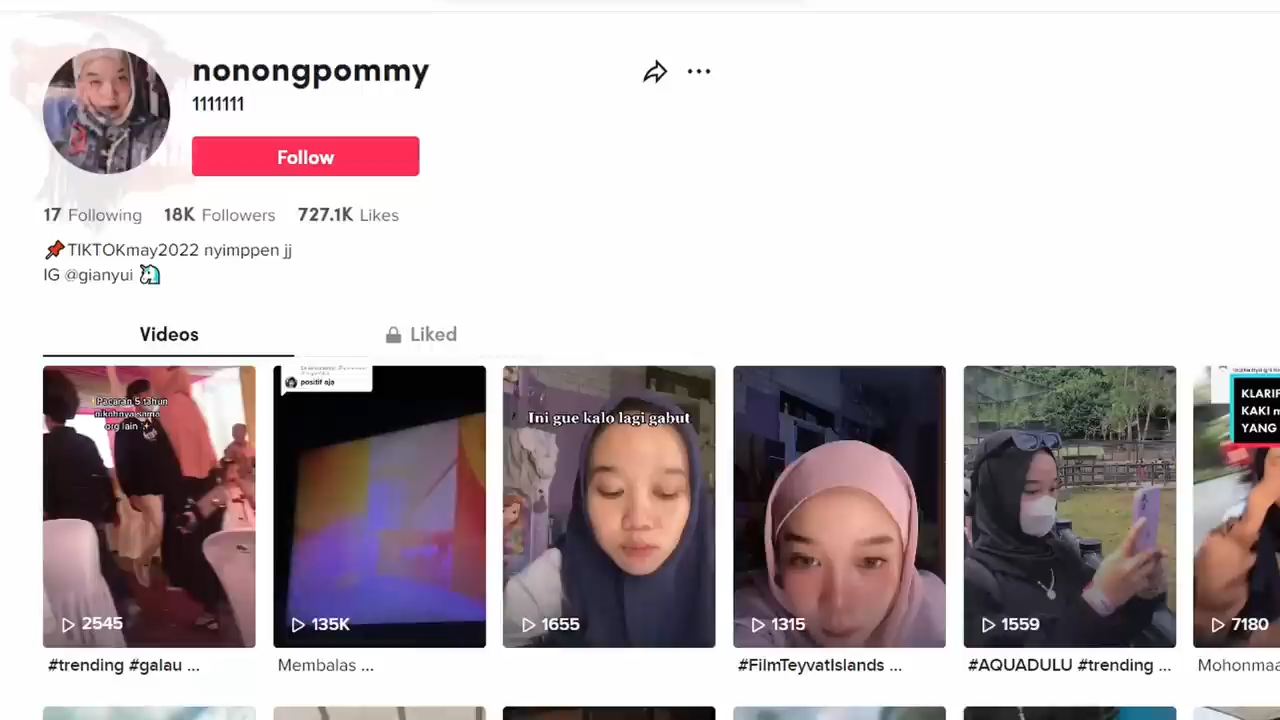 nonongpommy
1111111
Follow
17 Following 18K Followers 727.1K Likes
TIKTOKmay2022 nyimppen jj
IG @gianyui
Videos
Liked
Pacaran 5 tahun
nikahnya sama
org lain
2545
#trending #galau ...
positif aja
135K
Membalas ...
Ini gue kalo lagi gabut
1655
1315
#FilmTeyvatIslands ...
1559
#AQUADULU #trending ...
KLARIF
KAKI
YANG
7180
Mohonmaa